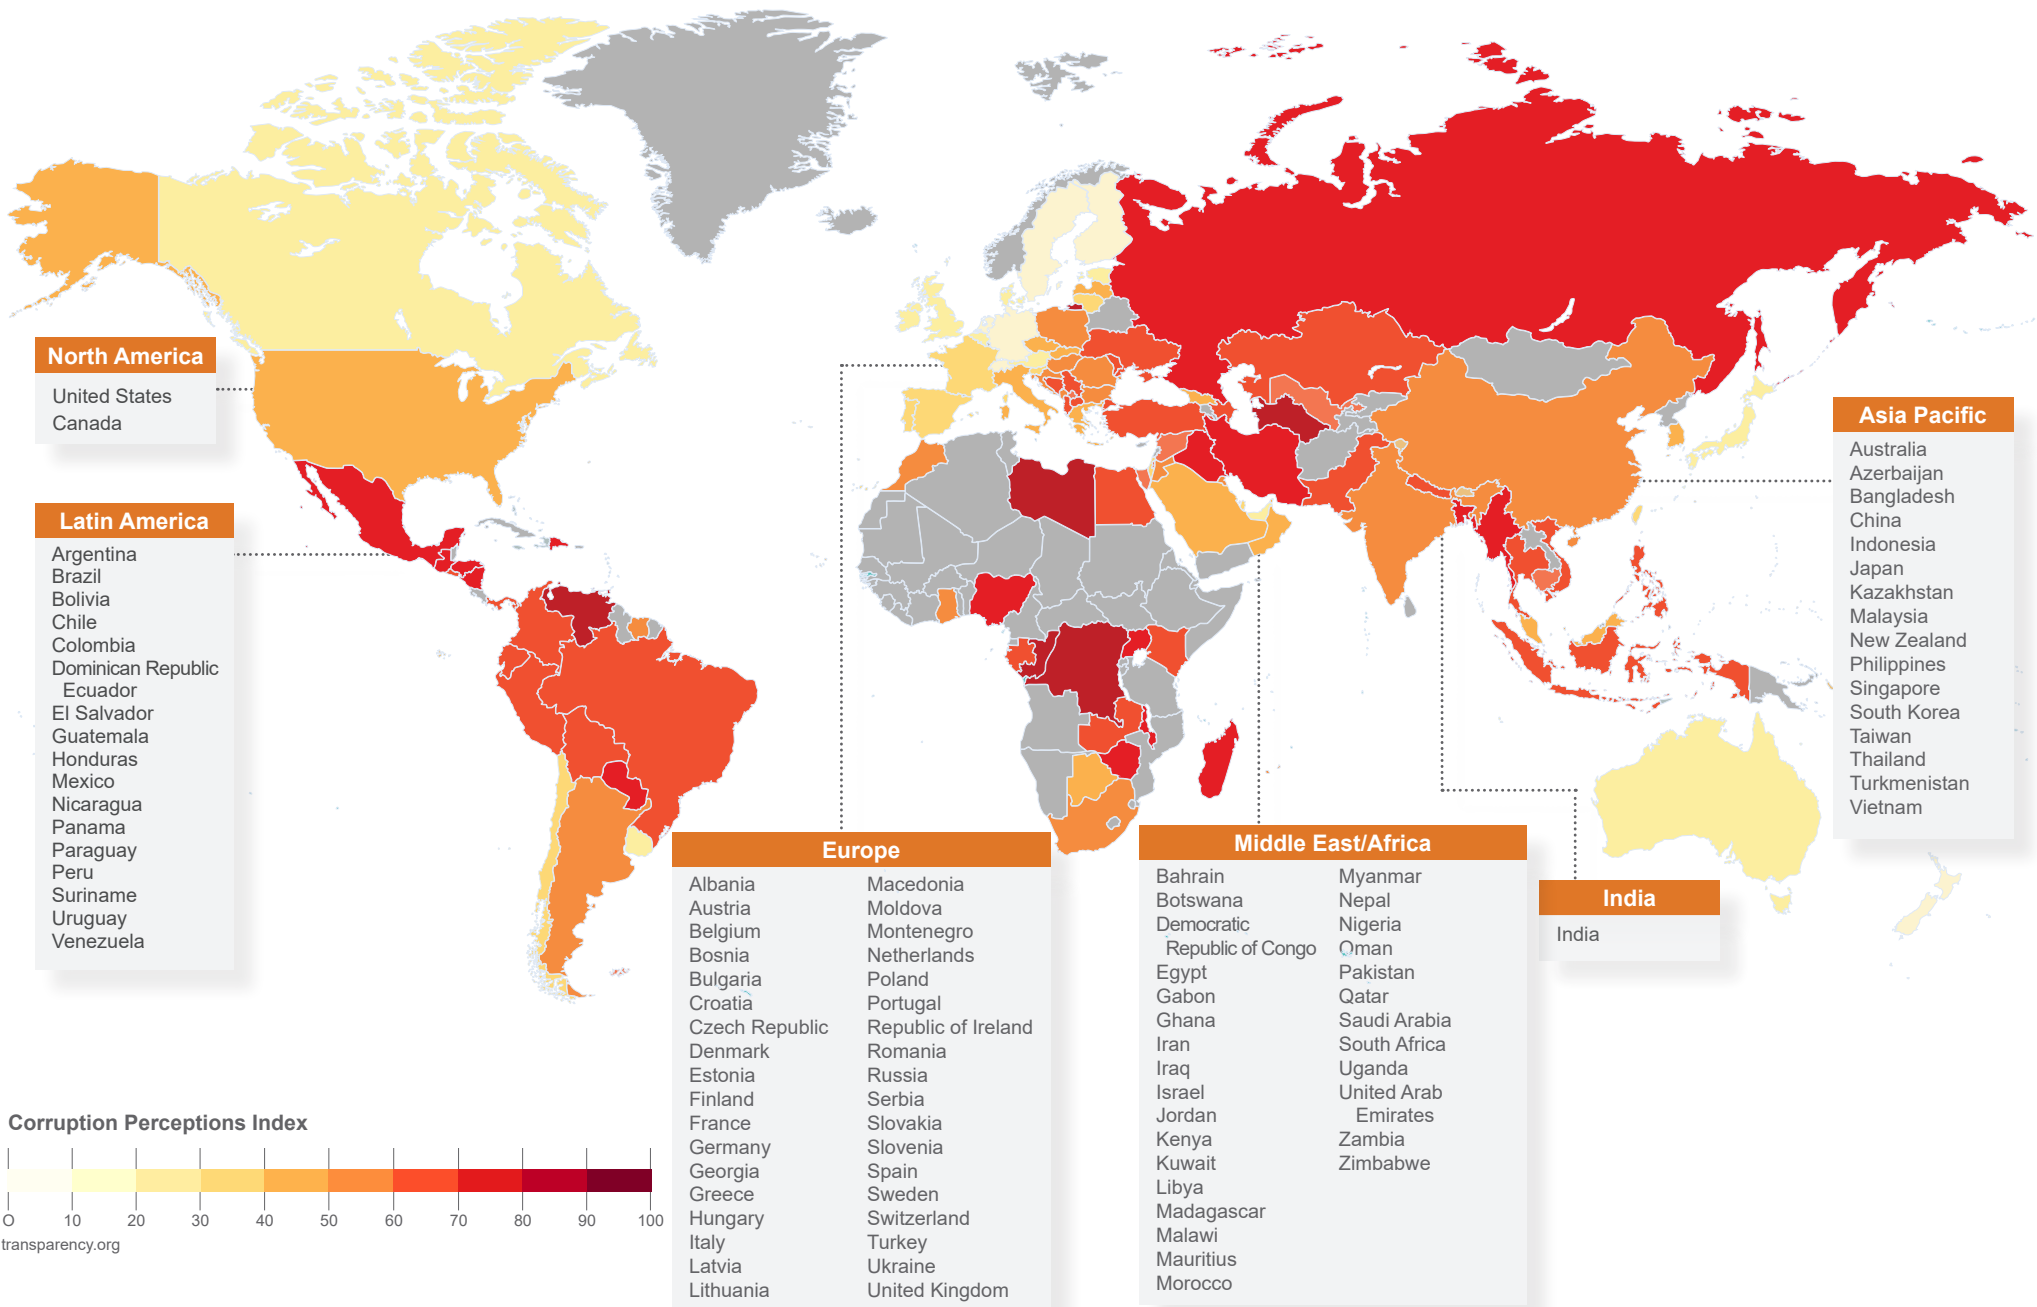 North America
United States
Canada
Latin America
Argentina
Brazil
Bolivia
Chile
Colombia
Dominican Republic
Ecuador
El Salvador
Guatemala
Honduras
Mexico
Nicaragua
Panama
Paraguay
Peru
Suriname
Uruguay
Venezuela
Europe
Albania
Austria
Belgium
Bosnia
Bulgaria
Croatia
Czech Republic
Denmark
Estonia
Finland
France
Germany
Georgia
Greece
Hungary
Italy
Latvia
Lithuania
Macedonia
Moldova
Montenegro
Netherlands
Poland
Portugal
Republic of Ireland
Romania
Russia
Serbia
Slovakia
Slovenia
Spain
Sweden
Switzerland
Turkey
Ukraine
United Kingdom
Middle East/Africa
Bahrain
Botswana
Democratic
Republic of Congo
Egypt
Gabon
Ghana
Iran
Iraq
Israel
Jordan
Kenya
Kuwait
Libya
Madagascar
Malawi
Mauritius
Morocco
Myanmar
Nepal
Nigeria
Oman
Pakistan
Qatar
Saudi Arabia
South Africa
Uganda
United Arab
Emirates
Zambia
Zimbabwe
India
India
Asia Pacific
Australia
Azerbaijan
Bangladesh
China
Indonesia
Japan
Kazakhstan
Malaysia
New Zealand
Philippines
Singapore
South Korea
Taiwan
Thailand
Turkmenistan
Vietnam
Corruption Perceptions Index
O 10 20 30 40 50 60 70 80 90 100
transparency.org